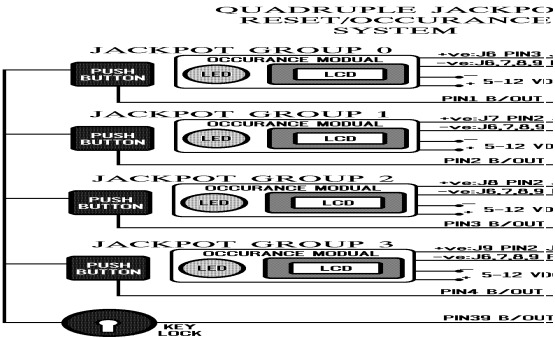 QUADRUPLE JACKPO
RESET/OCCURANCE
SYSTEM
JACKPOT GROUP 0
PUSH BUTTON
OCCURANCE MODUAL
LED
LCD
+ve:J6 PIN3
-ve:J6,7,8,9 P
5-12 VD
PIN1 B/OUT
JACKPOT GROUP 1
PUSH BUTTON
OCCURANCE MODUAL
LED
LCD
+ve:J7 PIN2
-ve:J6,7,8,9
5-12 VD
PIN2 B/OUT
JACKPOT GROUP 2
PUSH BUTTON
OCCURANCE MODUAL
LED
LCD
+ve:J8 PIN2
-ve:J6,7,8,9
5-12 VD
PIN3 B/OUT
JACKPOT GROUP 3
PUSH BUTTON
OCCURANCE MODUAL
LED
LCD
+ve:J9 PIN2
-ve:J6,7,8,9 P
5-12 VD
PIN4 B/OUT
KEY
LOCK
PIN39 B/OUT